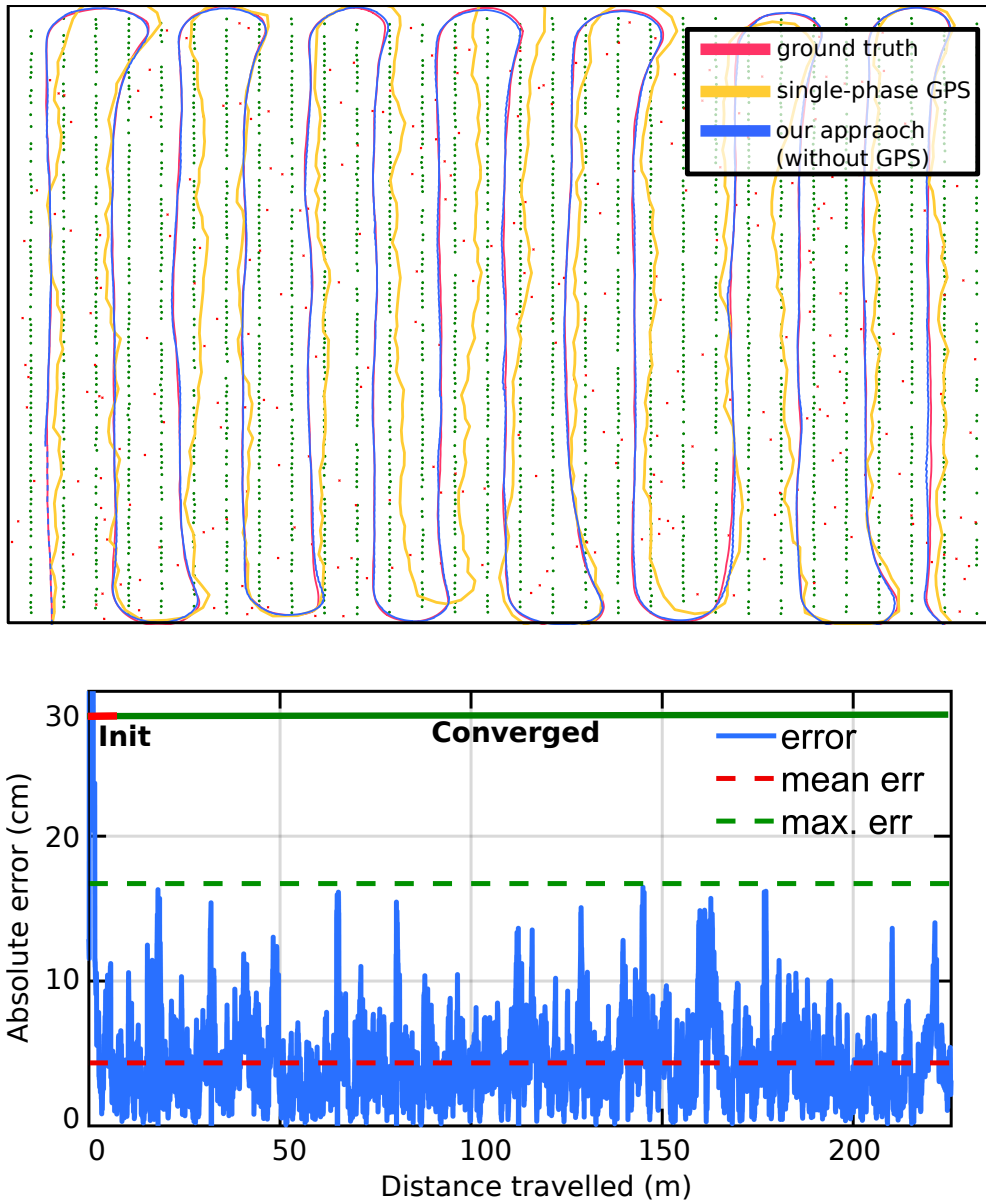 ground truth
single-phase GPS
our appraoch
(without GPS)
30
Init
Converged
error
mean err
max. err
20
10
0
Absolute error (cm)
0 50 100 150 200
Distance travelled (m)